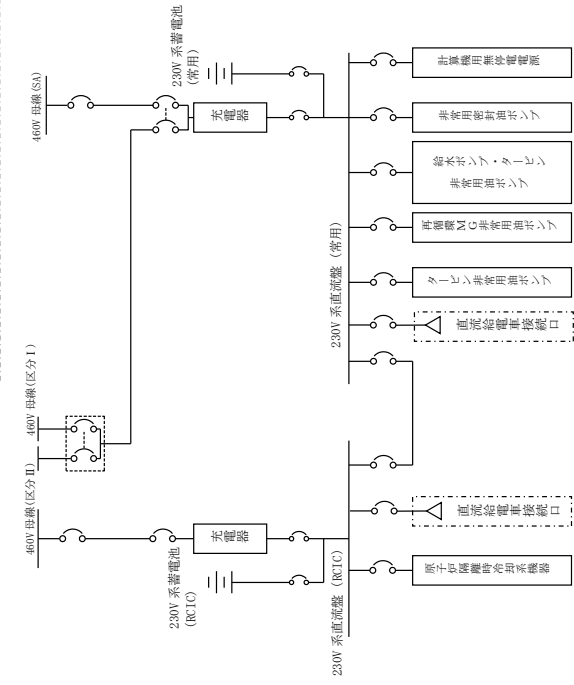 460V 母線(SA)
230V 系蓄電池
(常用)
充電器
計算機用無停電電源
非常用密封油ポンプ
給水ポンプ・タービン
非常用油ポンプ
再循環MG非常用油ポンプ
タービン非常用油ポンプ
直流給電車接続口
230V 系直流盤 (常用)
460V 母線(区分Ⅰ)
460V 母線(区分Ⅱ)
充電器
230V 系蓄電池
(RCIC)
230V 系直流盤 (RCIC)
直流給電車接続口
原子炉隔離時冷却系機器